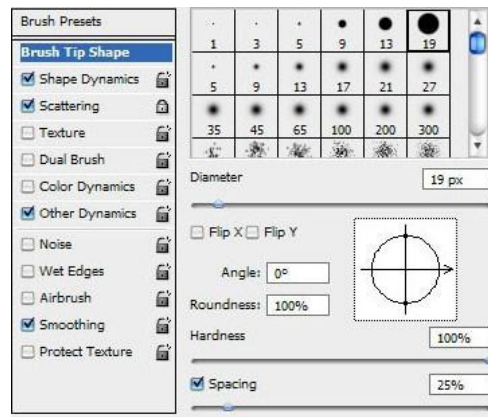 Brush Presets
Brush Tip Shape
Shape Dynamics
Scattering
Texture
Dual Brush
Color Dynamics
Other Dynamics
Noise
Wet Edges
Airbrush
Smoothing
Protect Texture
1 3 5 9 13 19
5 9 13 17 21 27
35 45 65 100 200 300
Diameter 19 px
Flip X Flip Y
Angle: 0º
Roundness: 100%
Hardness 100%
Spacing 25%